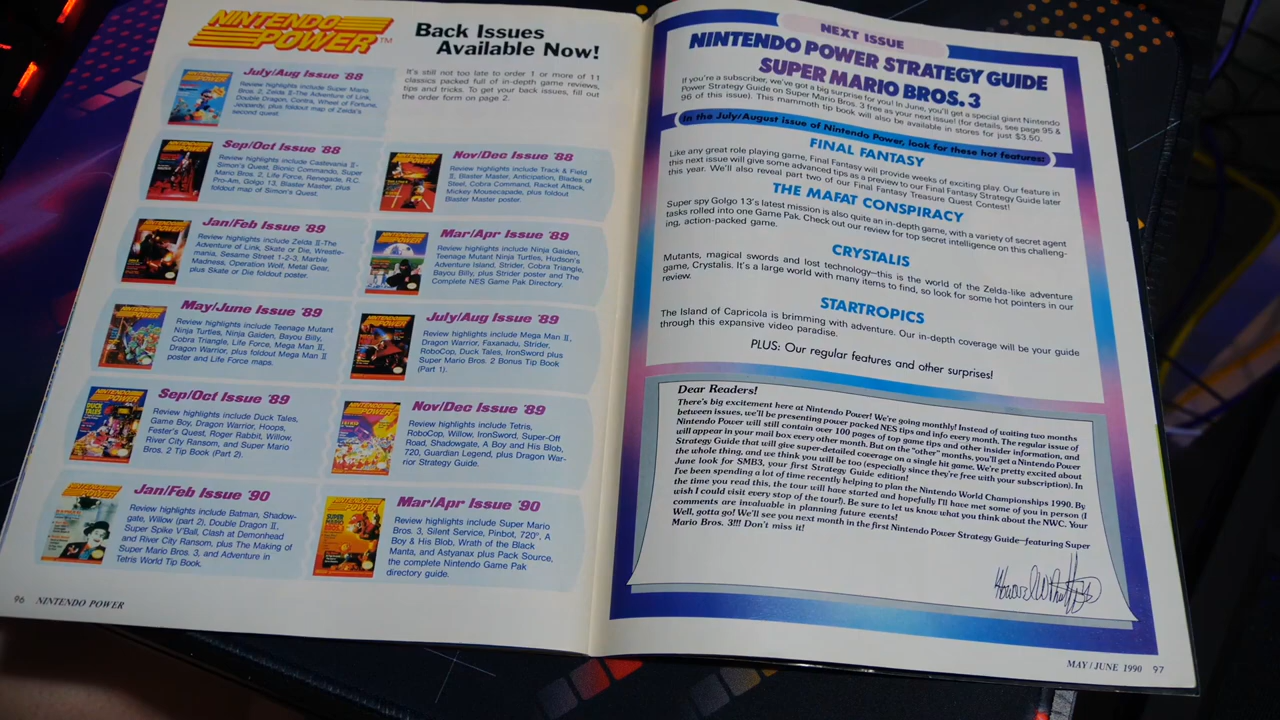 NINTENDO
POWER TM
Back Issues
Available Now!
It's still not too late to order 1 or more of 11
classics packed full of in-depth game reviews,
tips and tricks. To get your back issues, fill out
the order form on page 2.
July/Aug Issue '88
Review highlights include Super Mario
Bros. 2, Zelda II-The Adventure of Link,
Double Dragon, Contra, Wheel of Fortune,
Jeopardy, plus foldout map of Zelda's
second quest.
Sep/Oct Issue '88
Review highlights include Castlevania II-
Simon's Quest, Bionic Commando, Super
Mario Bros. 2, Life Force, Renegade, R.C.
Pro-Am, Golgo 13, Blaster Master, plus
foldout map of Simon's Quest.
Nov/Dec Issue '88
Review highlights include Track & Field
II, Blaster Master, Anticipation, Blades of
Steel, Cobra Command, Racket Attack,
Mickey Mousecapade, plus foldout
Blaster Master poster.
Jan/Feb Issue '89
Review highlights include Zelda II-The
Adventure of Link, Skate or Die, Wrestle-
mania, Sesame Street 1-2-3, Marble
Madness, Operation Wolf, Metal Gear,
plus Skate or Die foldout poster.
Mar/Apr Issue '89
Review highlights include Ninja Gaiden,
Teenage Mutant Ninja Turtles, Hudson's
Adventure Island, Strider, Cobra Triangle,
Bayou Billy, plus Strider poster and The
Complete NES Game Pak Directory.
May/June Issue '89
Review highlights include Teenage Mutant
Ninja Turtles, Ninja Gaiden, Bayou Billy,
Cobra Triangle, Life Force, Mega Man II,
Dragon Warrior, plus foldout Mega Man II
poster and Life Force maps.
July/Aug Issue '89
Review highlights include Mega Man II,
Dragon Warrior, Faxanadu, Strider,
RoboCop, Duck Tales, IronSword plus
Super Mario Bros. 2 Bonus Tip Book
(Part 1).
Sep/Oct Issue '89
Review highlights include Duck Tales,
Game Boy, Dragon Warrior, Hoops,
Fester's Quest, Roger Rabbit, Willow,
River City Ransom, and Super Mario
Bros. 2 Tip Book (Part 2).
Nov/Dec Issue '89
Review highlights include Tetris,
RoboCop, Willow, IronSword, Super-Off
Road, Shadowgate, A Boy and His Blob,
720, Guardian Legend, plus Dragon War-
rior Strategy Guide.
Jan/Feb Issue '90
Review highlights include Batman, Shadow-
gate, Willow (part 2), Double Dragon II,
Super Spike V'Ball, Clash at Demonhead
and River City Ransom, plus The Making of
Super Mario Bros. 3, and Adventure in
Tetris World Tip Book.
Mar/Apr Issue '90
Review highlights include Super Mario
Bros. 3, Silent Service, Pinbot, 720°, A
Boy & His Blob, Wrath of the Black
Manta, and Astyanax plus Pack Source,
the complete Nintendo Game Pak
directory guide.
96 NINTENDO POWER
NEXT ISSUE
NINTENDO POWER STRATEGY GUIDE
SUPER MARIO BROS. 3
If you're a subscriber, we've got a big surprise for you! In June, you'll get a special giant Nintendo
Power Strategy Guide on Super Mario Bros. 3 free as your next issue! (for details, see page 95 &
96 of this issue). This mammoth tip book will also be available in stores for just $3.50.
In the July/August issue of Nintendo Power, look for these hot features:
FINAL FANTASY
Like any great role playing game, Final Fantasy will provide weeks of exciting play. Our feature in
this next issue will give some advanced tips as a preview to our Final Fantasy Strategy Guide later
this year. We'll also reveal part two of our Final Fantasy Treasure Quest Contest!
THE MAFAT CONSPIRACY
Super spy Golgo 13's latest mission is also quite an in-depth game, with a variety of secret agent
tasks rolled into one Game Pak. Check out our review for top secret intelligence on this challeng-
ing, action-packed game.
CRYSTALIS
Mutants, magical swords and lost technology–this is the world of the Zelda-like adventure
game, Crystalis. It's a large world with many items to find, so look for some hot pointers in our
review.
STARTROPICS
The Island of Capricola is brimming with adventure. Our in-depth coverage will be your guide
through this expansive video paradise.
PLUS: Our regular features and other surprises!
Dear Readers!
There's big excitement here at Nintendo Power! We're going monthly! Instead of waiting two months
between issues, we'll be presenting power packed NES tips and info every month. The regular issue of
Nintendo Power will still contain over 100 pages of top game tips and other insider information, and
will appear in your mail box every other month. But on the "other" months, you'll get a Nintendo Power
Strategy Guide that will give super-detailed coverage on a single hit game. We're pretty excited about
the whole thing, and we think you will be too (especially since they're free with your subscription). In
June look for SMB3, your first Strategy Guide edition!
I've been spending a lot of time recently helping to plan the Nintendo World Championships 1990. By
the time you read this, the tour will have started and hopefully I'll have met some of you in person (I
wish I could visit every stop of the tour!). Be sure to let us know what you think about the NWC. Your
comments are invaluable in planning future events!
Well, gotta go! We'll see you next month in the first Nintendo Power Strategy Guide–featuring Super
Mario Bros. 3!!! Don't miss it!
MAY/JUNE 1990 97